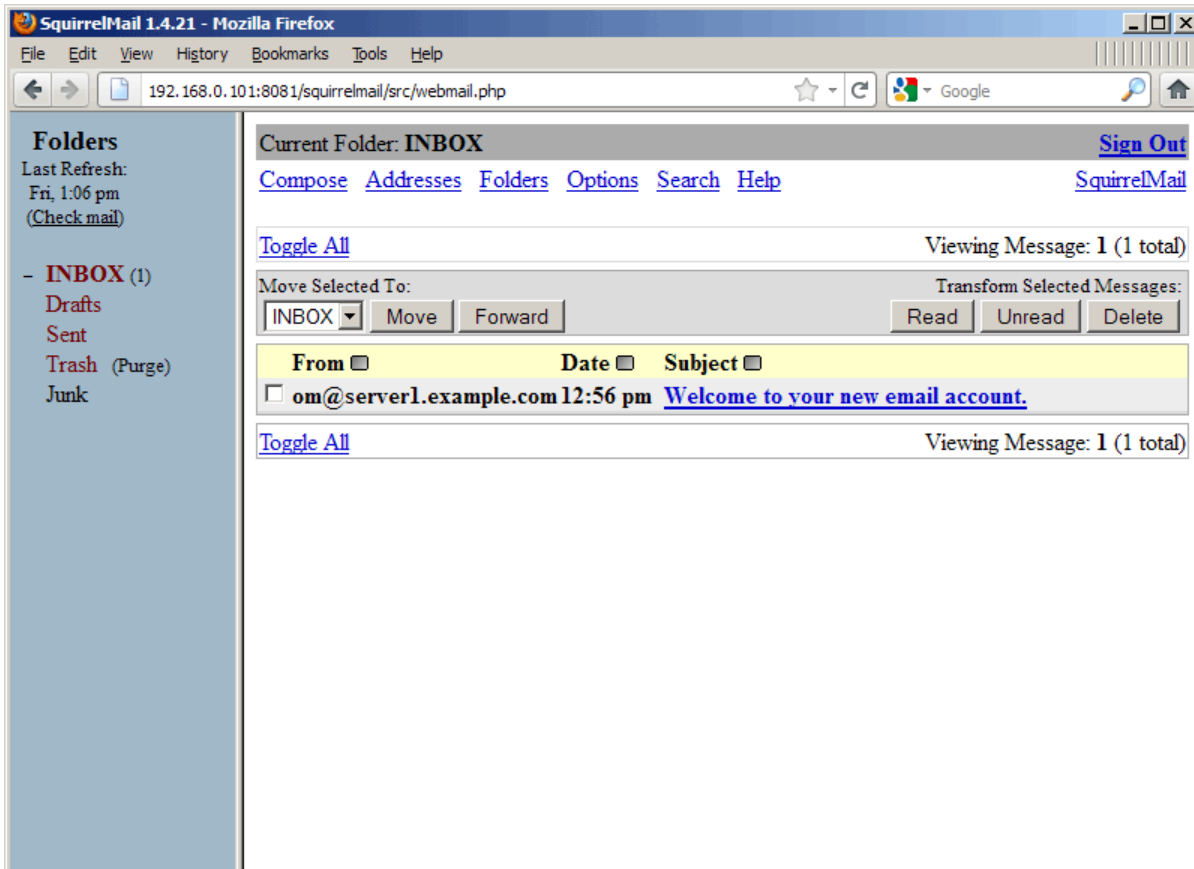 SquirrelMail 1.4.21 - Mozilla Firefox
File Edit View History Bookmarks Tools Help
192.168.0.101:8081/squirrelmail/src/webmail.php Google
Folders
Last Refresh:
Fri, 1:06 pm
(Check mail)
– INBOX (1)
Drafts
Sent
Trash (Purge)
Junk
Current Folder: INBOX Sign Out
Compose Addresses Folders Options Search Help SquirrelMail
Toggle All Viewing Message: 1 (1 total)
Move Selected To: Transform Selected Messages:
INBOX Move Forward Read Unread Delete
From Date Subject
om@server1.example.com 12:56 pm Welcome to your new email account.
Toggle All Viewing Message: 1 (1 total)